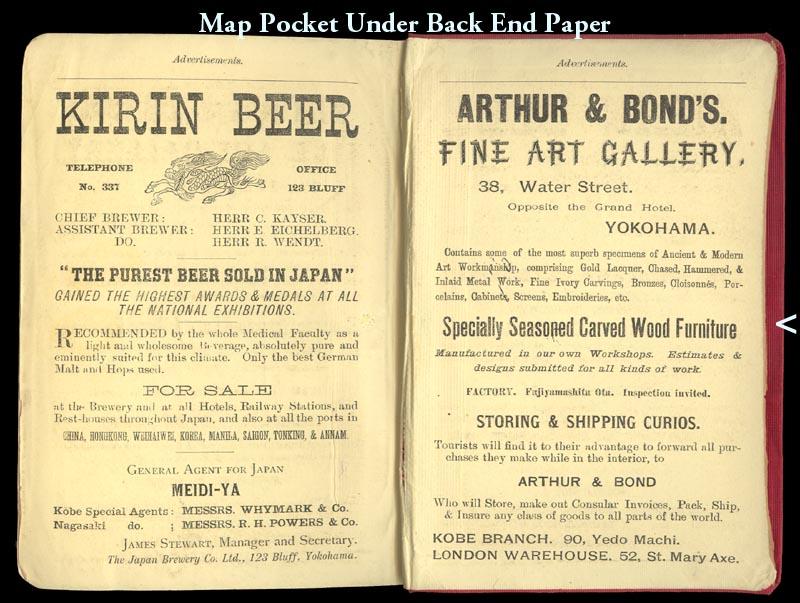 Map Pocket Under Back End Paper
Advertisements.
KIRIN BEER
TELEPHONE OFFICE
No. 337 123 BLUFF
CHIEF BREWER: HERR C. KAYSER.
ASSISTANT BREWER: HERR E. EICHELBERG.
DO. HERR R. WENDT.
"THE PUREST BEER SOLD IN JAPAN"
GAINED THE HIGHEST AWARDS & MEDALS AT ALL
THE NATIONAL EXHIBITIONS.
RECOMMENDED by the whole Medical Faculty as a
light and wholesome Beverage, absolutely pure and
eminently suited for this climate. Only the best German
Malt and Hops used.
FOR SALE
at the Brewery and at all Hotels, Railway Stations, and
Rest-houses throughout Japan, and also at all the ports in
CHINA, HONGKONG, WEIHAIWEI, KOREA, MANILA, SAIGON, TONKING, & ANNAM.
GENERAL AGENT FOR JAPAN
MEIDI-YA
Kobe Special Agents: MESSRS. WHYMARK & Co.
Nagasaki do. ; MESSRS. R. H. POWERS & Co.
JAMES STEWART, Manager and Secretary.
The Japan Brewery Co. Ltd., 123 Bluff. Yokohama.
Advertisements.
ARTHUR & BOND'S.
FINE ART GALLERY,
38, Water Street.
Opposite the Grand Hotel.
YOKOHAMA.
Contains some of the most superb specimens of Ancient & Modern
Art Workmanship, comprising Gold Lacquer, Chased, Hammered, &
Inlaid Metal Work, Fine Ivory Carvings, Bronzes, Cloisonnés, Por-
celains, Cabinets, Screens, Embroideries, etc.
Specially Seasoned Carved Wood Furniture
Manufactured in our own Workshops. Estimates &
designs submitted for all kinds of work.
FACTORY. Fujiyamashita Ota. Inspection invited.
STORING & SHIPPING CURIOS.
Tourists will find it to their advantage to forward all pur-
chases they make while in the interior, to
ARTHUR & BOND
Who will Store, make out Consular Invoices, Pack, Ship,
& Insure any class of goods to all parts of the world.
KOBE BRANCH. 90, Yedo Machi.
LONDON WAREHOUSE. 52, St. Mary Axe.
<